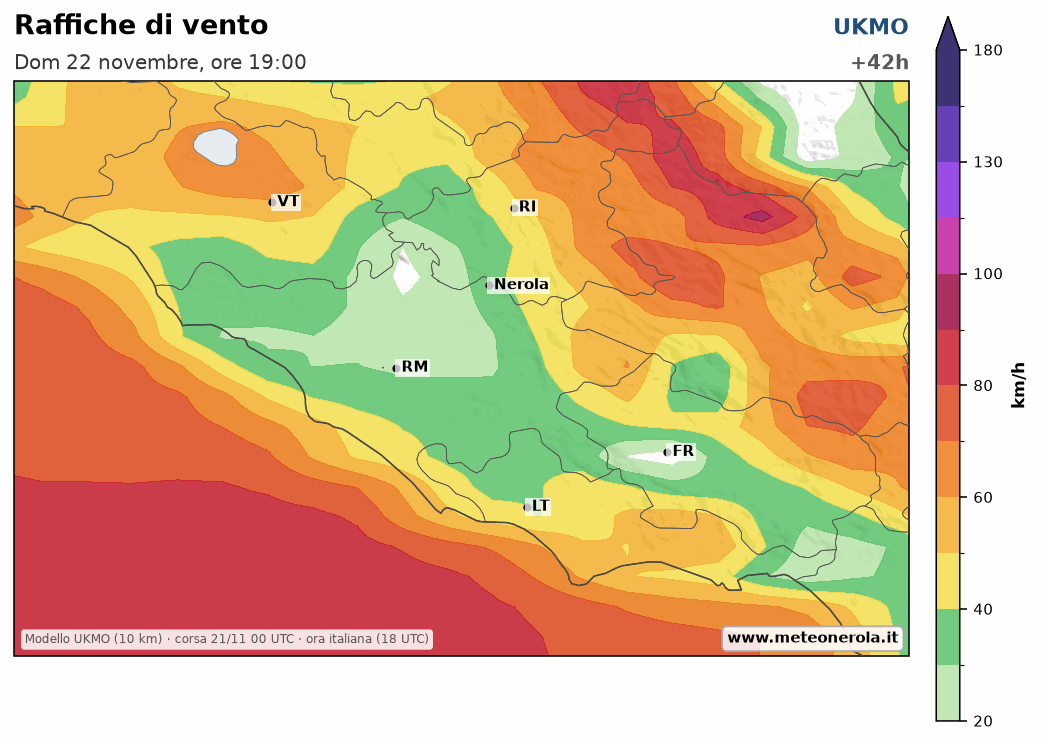 Raffiche di vento
UKMO
Dom 22 novembre, ore 19:00
+42h
180
130
100
80
60
40
20
km/h
VT
RI
Nerola
RM
FR
LT
Modello UKMO (10 km) · corsa 21/11 00 UTC · ora italiana (18 UTC)
www.meteonerola.it